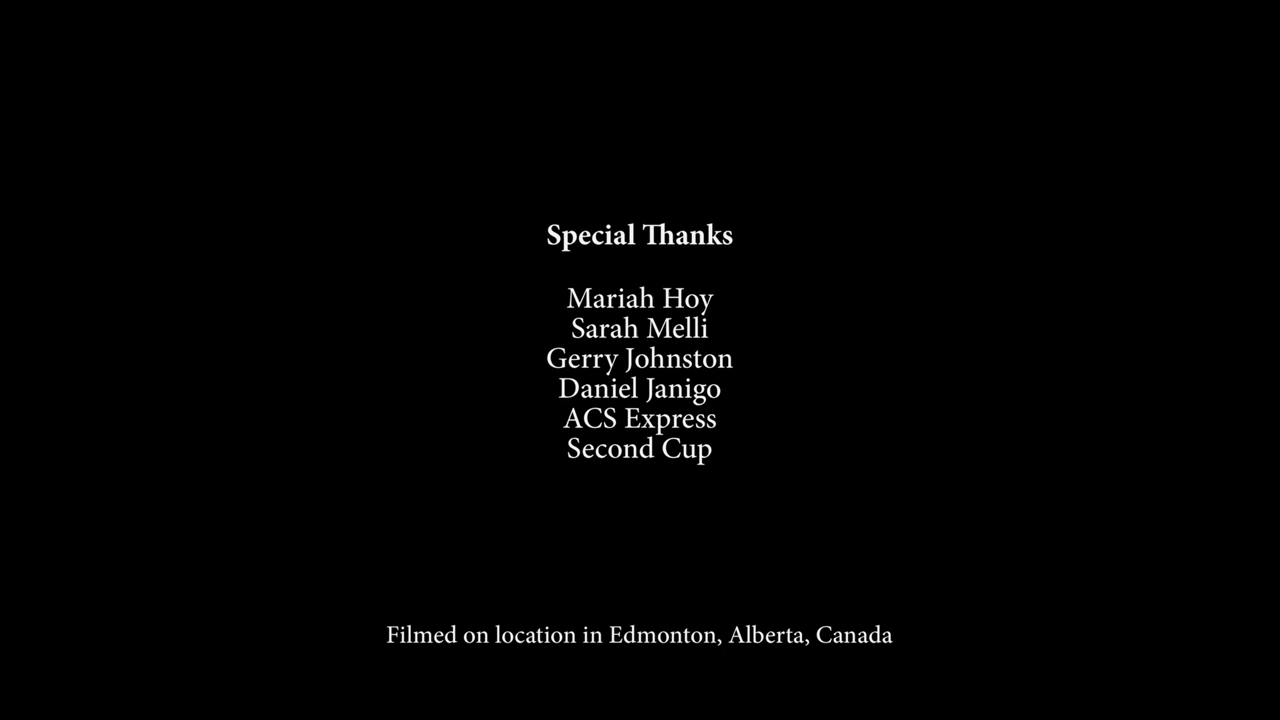 Special Thanks
Mariah Hoy
Sarah Melli
Gerry Johnston
Daniel Janigo
ACS Express
Second Cup
Filmed on location in Edmonton, Alberta, Canada